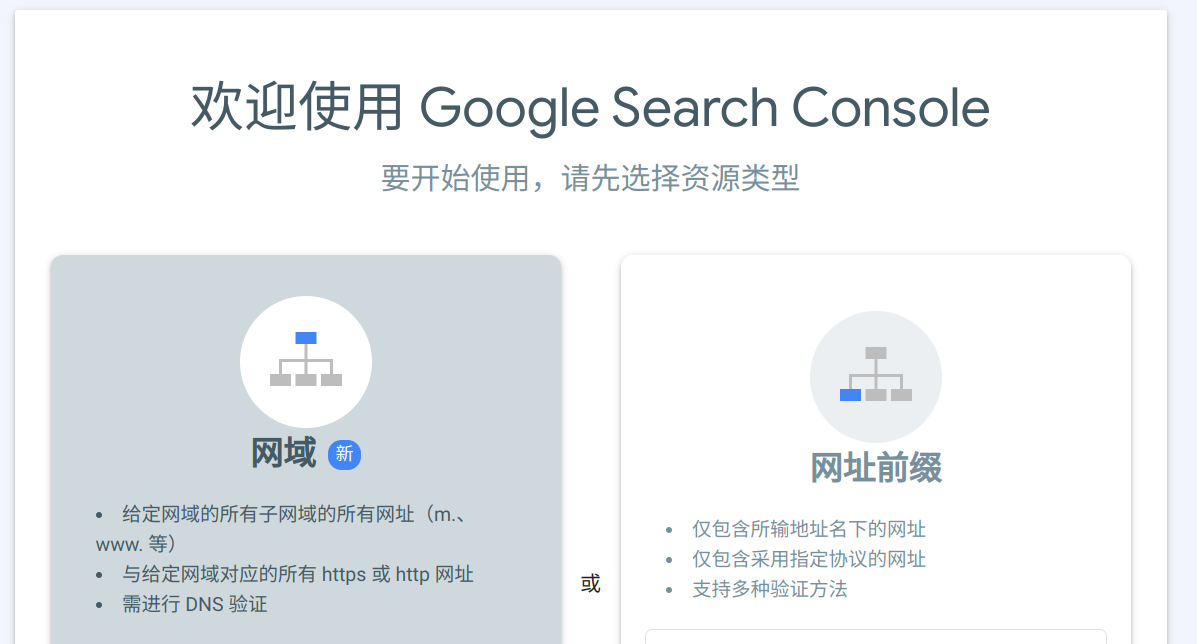 欢迎使用 Google Search Console
要开始使用，请先选择资源类型
网域 新
• 给定网域的所有子网域的所有网址（m.、
www. 等）
• 与给定网域对应的所有 https 或 http 网址
• 需进行 DNS 验证
或
网址前缀
• 仅包含所输地址名下的网址
• 仅包含采用指定协议的网址
• 支持多种验证方法